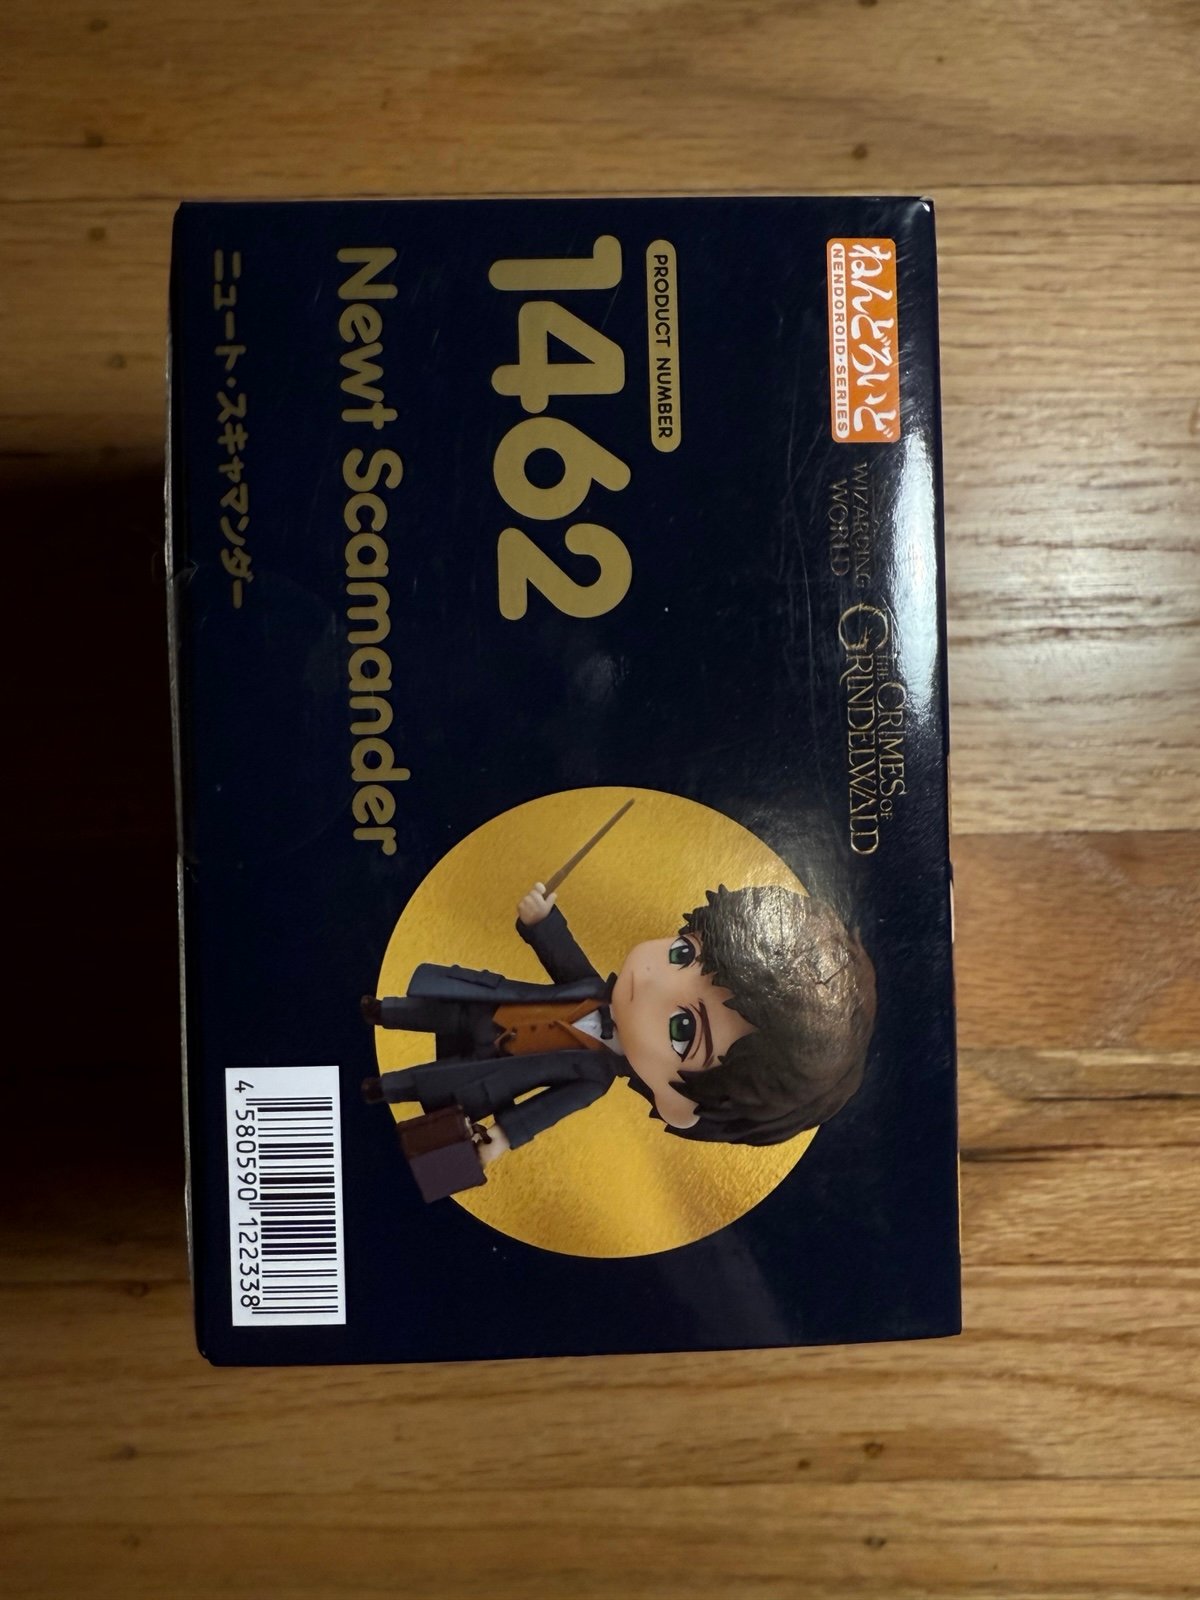 ねんどろいど
NENDOROID·SERIES
WIZARDING
WORLD
THE CRIMES OF
GRINDELWALD
PRODUCT NUMBER
1462
Newt Scamander
ニュート・スキャマンダー
4 580590 122338